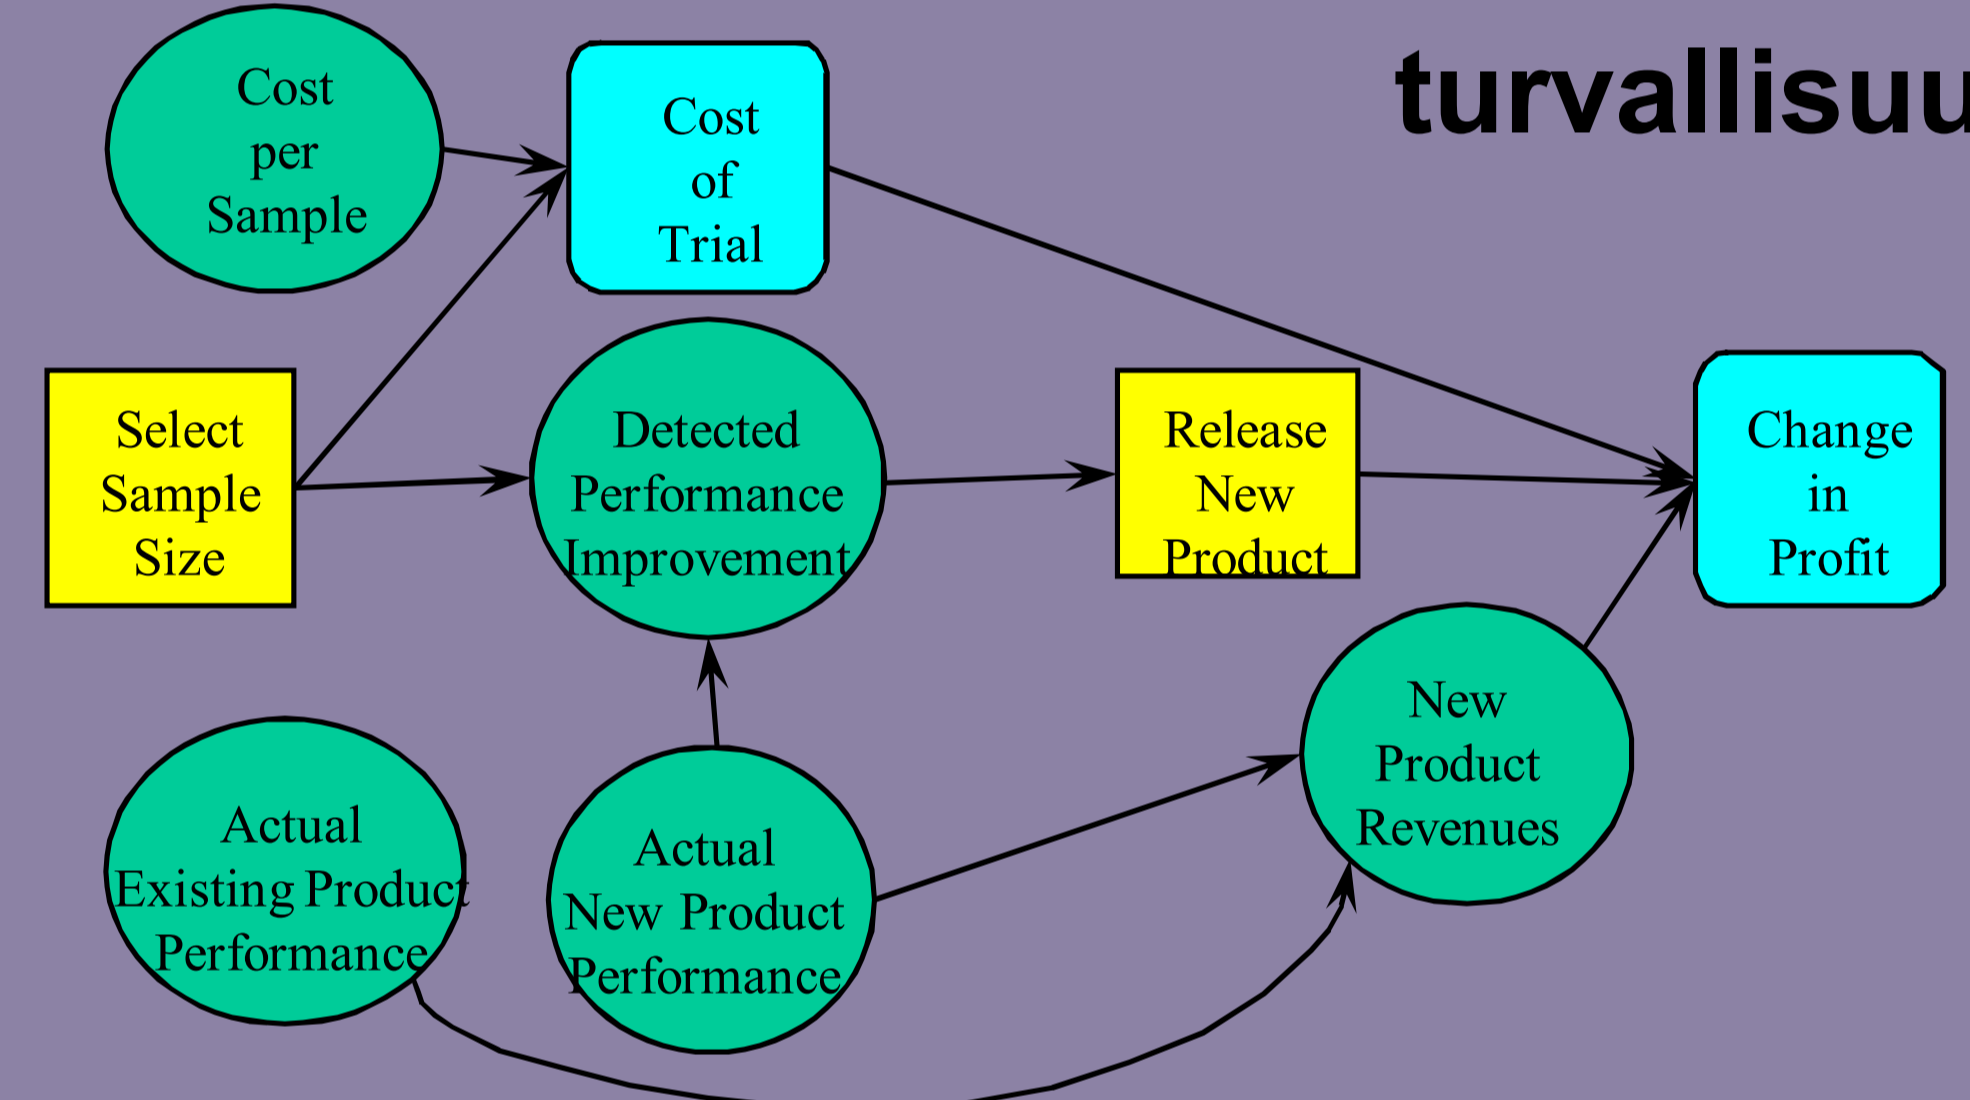 Cost
per
Sample
Cost
of
Trial
turvallisuu
Select
Sample
Size
Detected
Performance
Improvement
Release
New
Product
Change
in
Profit
Actual
Existing Product
Performance
Actual
New Product
Performance
New
Product
Revenues